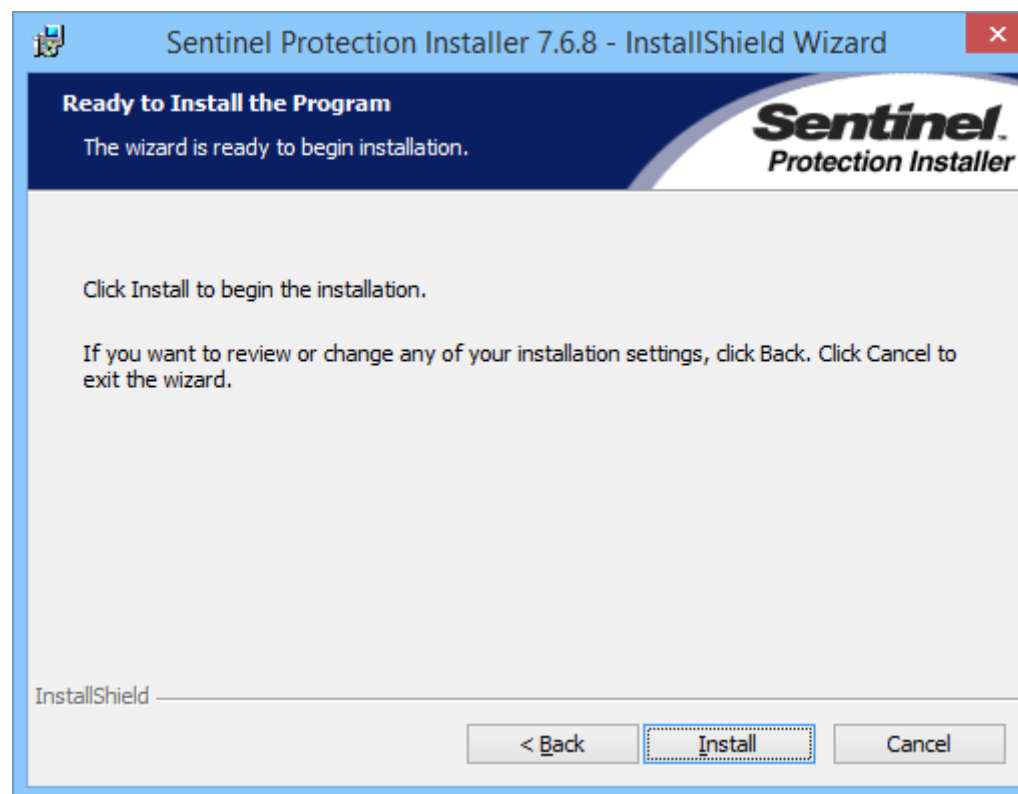 Sentinel Protection Installer 7.6.8 - InstallShield Wizard
Ready to Install the Program
The wizard is ready to begin installation.
Sentinel.
Protection Installer
Click Install to begin the installation.
If you want to review or change any of your installation settings, click Back. Click Cancel to
exit the wizard.
InstallShield
< Back
Install
Cancel